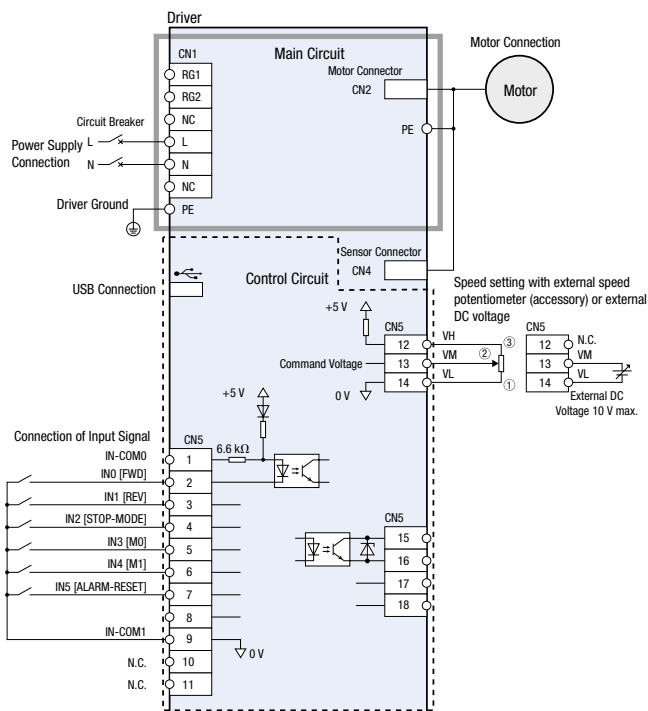 Driver
Main Circuit
Motor Connection
CN1
RG1
RG2
NC
L
N
NC
PE
Motor Connector
CN2
Motor
PE
Circuit Breaker
Power Supply
Connection
L
N
Driver Ground
Sensor Connector
CN4
Control Circuit
USB Connection
Speed setting with external speed
potentiometer (accessory) or external
DC voltage
+5 V
CN5
12
13
14
VH
VM
VL
③
②
①
Command Voltage
0 V
CN5
12
13
14
N.C.
VM
VL
External DC
Voltage 10 V max.
+5 V
6.6 kΩ
Connection of Input Signal
CN5
IN-COM0
1
IN0 [FWD]
2
IN1 [REV]
3
IN2 [STOP-MODE]
4
IN3 [M0]
5
IN4 [M1]
6
IN5 [ALARM-RESET]
7
8
IN-COM1
9
0 V
N.C.
10
N.C.
11
CN5
15
16
17
18